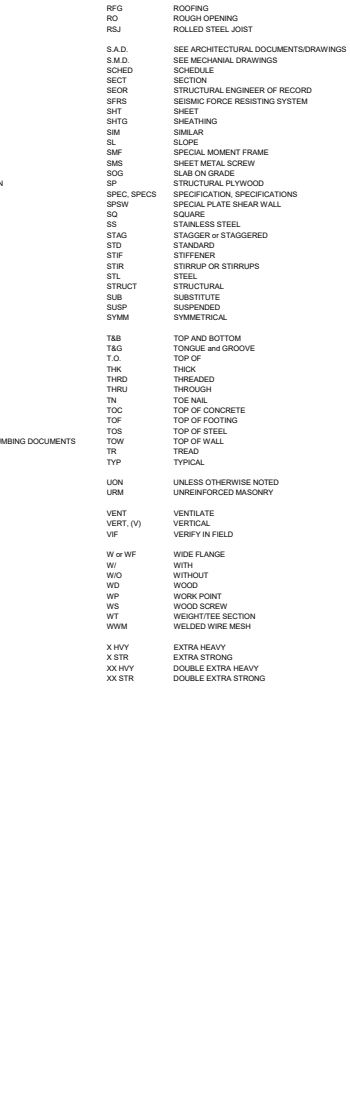 RFG ROOFING
RO ROUGH OPENING
RSJ ROLLED STEEL JOIST
S.A.D. SEE ARCHITECTURAL DOCUMENTS/DRAWINGS
S.M.D. SEE MECHANIAL DRAWINGS
SCHED SCHEDULE
SECT SECTION
SEOR STRUCTURAL ENGINEER OF RECORD
SFRS SEISMIC FORCE RESISTING SYSTEM
SHT SHEET
SHTG SHEATHING
SIM SIMILAR
SL SLOPE
SMF SPECIAL MOMENT FRAME
SMS SHEET METAL SCREW
SOG SLAB ON GRADE
N SP STRUCTURAL PLYWOOD
SPEC, SPECS SPECIFICATION, SPECIFICATIONS
SPSW SPECIAL PLATE SHEAR WALL
SQ SQUARE
SS STAINLESS STEEL
STAG STAGGER or STAGGERED
STD STANDARD
STIF STIFFENER
STIR STIRRUP OR STIRRUPS
STL STEEL
STRUCT STRUCTURAL
SUB SUBSTITUTE
SUSP SUSPENDED
SYMM SYMMETRICAL
T&B TOP AND BOTTOM
T&G TONGUE and GROOVE
T.O. TOP OF
THK THICK
THRD THREADED
THRU THROUGH
TN TOE NAIL
TOC TOP OF CONCRETE
TOF TOP OF FOOTING
TOS TOP OF STEEL
UMBING DOCUMENTS TOW TOP OF WALL
TR TREAD
TYP TYPICAL
UON UNLESS OTHERWISE NOTED
URM UNREINFORCED MASONRY
VENT VENTILATE
VERT, (V) VERTICAL
VIF VERIFY IN FIELD
W or WF WIDE FLANGE
W/ WITH
W/O WITHOUT
WD WOOD
WP WORK POINT
WS WOOD SCREW
WT WEIGHT/TEE SECTION
WWM WELDED WIRE MESH
X HVY EXTRA HEAVY
X STR EXTRA STRONG
XX HVY DOUBLE EXTRA HEAVY
XX STR DOUBLE EXTRA STRONG